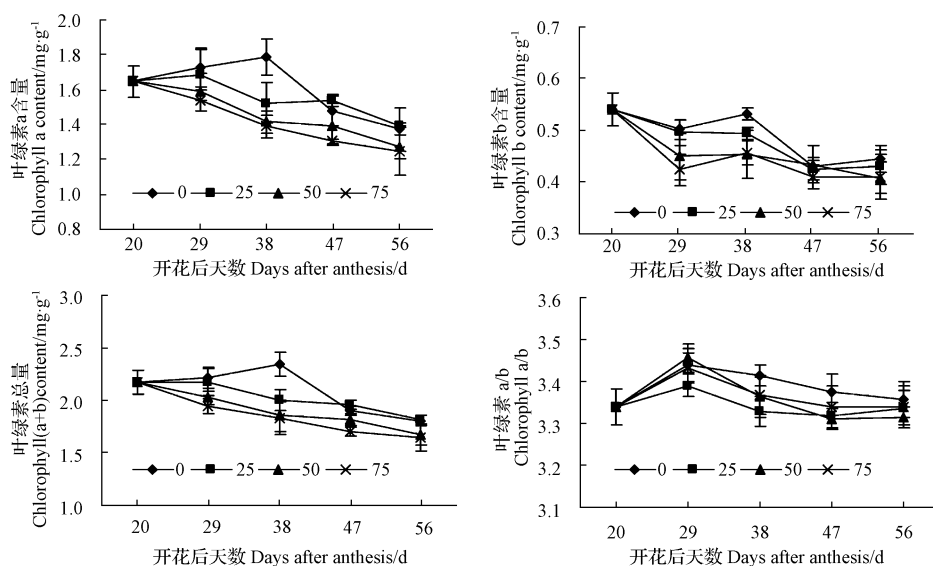 叶绿素a含量
Chlorophyll a content/mg·g-1
2.0
1.8
1.6
1.4
1.2
1.0
0.8
0 25 50 75
20 29 38 47 56
开花后天数 Days after anthesis/d
叶绿素b含量
Chlorophyll b content/mg·g-1
0.7
0.6
0.5
0.4
0.3
0 25 50 75
20 29 38 47 56
开花后天数 Days after anthesis/d
叶绿素总量
Chlorophyll(a+b)content/mg·g-1
3.0
2.5
2.0
1.5
1.0
0 25 50 75
20 29 38 47 56
开花后天数 Days after anthesis/d
叶绿素 a/b
Chlorophyll a/b
3.6
3.5
3.4
3.3
3.2
3.1
0 25 50 75
20 29 38 47 56
开花后天数 Days after anthesis/d